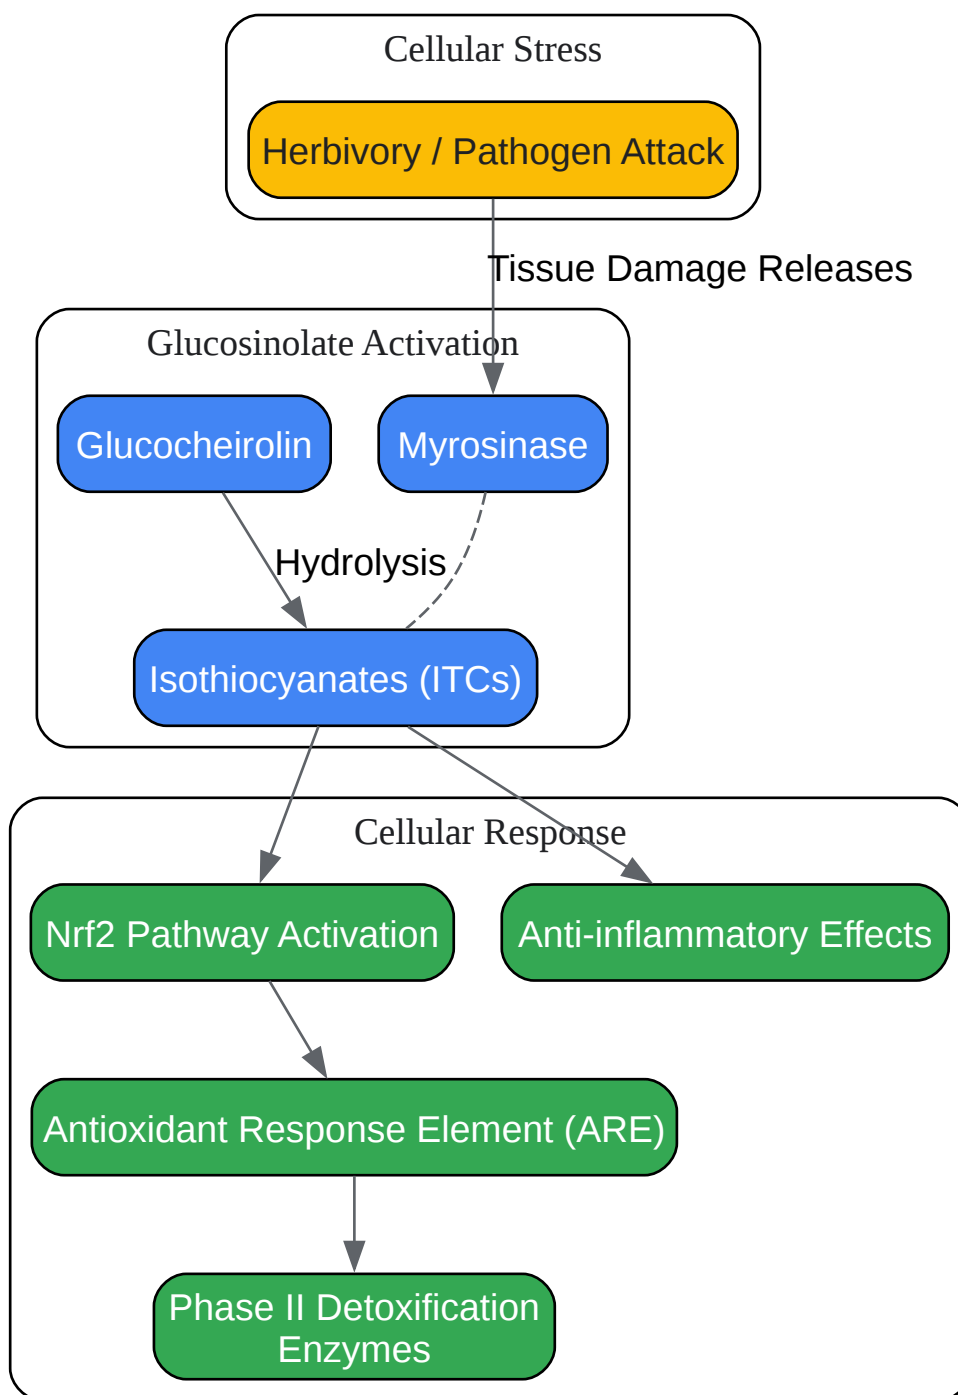 Cellular Stress
Herbivory / Pathogen Attack
Tissue Damage Releases
Glucosinolate Activation
Glucocheirolin
Myrosinase
Hydrolysis
Isothiocyanates (ITCs)
Cellular Response
Nrf2 Pathway Activation
Anti-inflammatory Effects
Antioxidant Response Element (ARE)
Phase II Detoxification
Enzymes